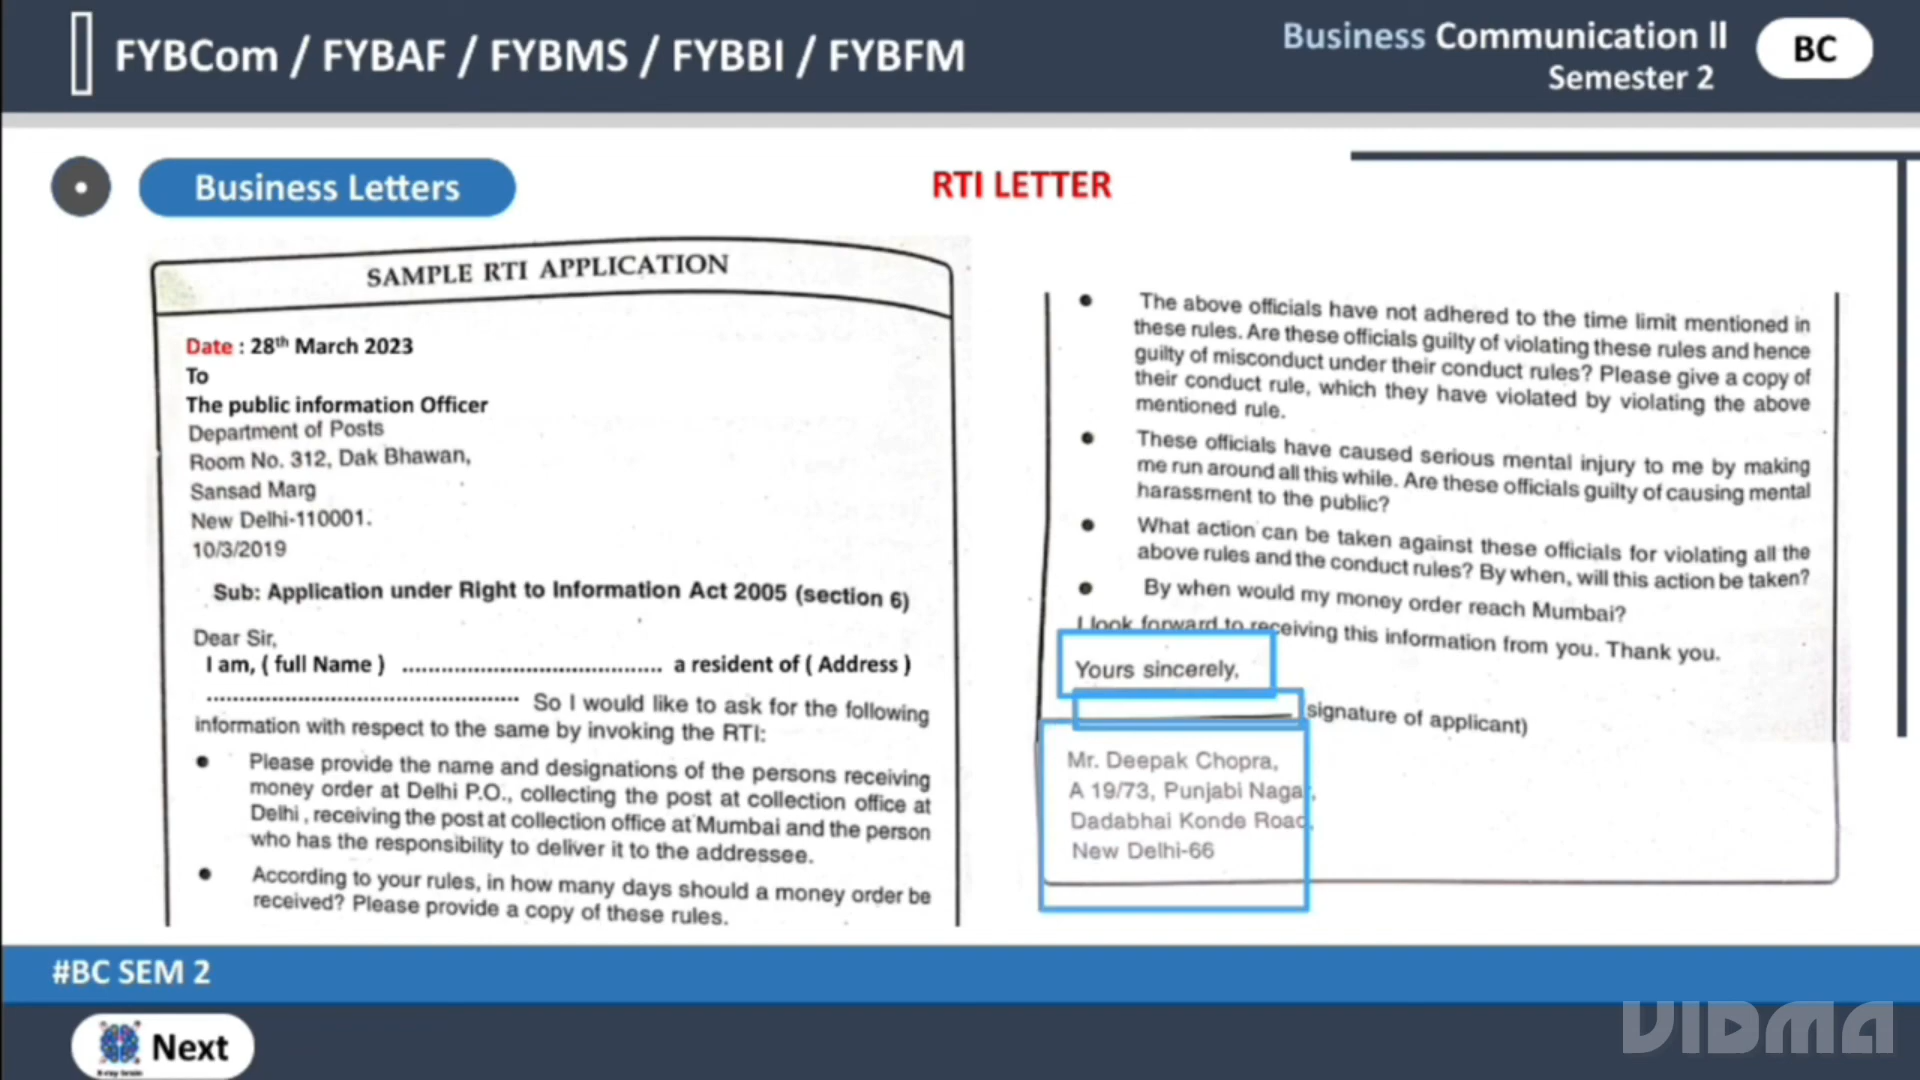 FYBCom / FYBAF / FYBMS / FYBBI / FYBFM
Business Communication II
Semester 2
BC
Business Letters
RTI LETTER
SAMPLE RTI APPLICATION
Date : 28th March 2023
To
The public information Officer
Department of Posts
Room No. 312, Dak Bhawan,
Sansad Marg
New Delhi-110001.
10/3/2019
Sub: Application under Right to Information Act 2005 (section 6)
Dear Sir,
I am, ( full Name ) ..................................... a resident of ( Address )
............................................ So I would like to ask for the following
information with respect to the same by invoking the RTI:
● Please provide the name and designations of the persons receiving
money order at Delhi P.O., collecting the post at collection office at
Delhi , receiving the post at collection office at Mumbai and the person
who has the responsibility to deliver it to the addressee.
● According to your rules, in how many days should a money order be
received? Please provide a copy of these rules.
● The above officials have not adhered to the time limit mentioned in
these rules. Are these officials guilty of violating these rules and hence
guilty of misconduct under their conduct rules? Please give a copy of
their conduct rule, which they have violated by violating the above
mentioned rule.
● These officials have caused serious mental injury to me by making
me run around all this while. Are these officials guilty of causing mental
harassment to the public?
● What action can be taken against these officials for violating all the
above rules and the conduct rules? By when, will this action be taken?
● By when would my money order reach Mumbai?
I look forward to receiving this information from you. Thank you.
Yours sincerely,
signature of applicant)
Mr. Deepak Chopra,
A 19/73, Punjabi Nagar,
Dadabhai Konde Road,
New Delhi-66
#BC SEM 2
Next
VIDMA